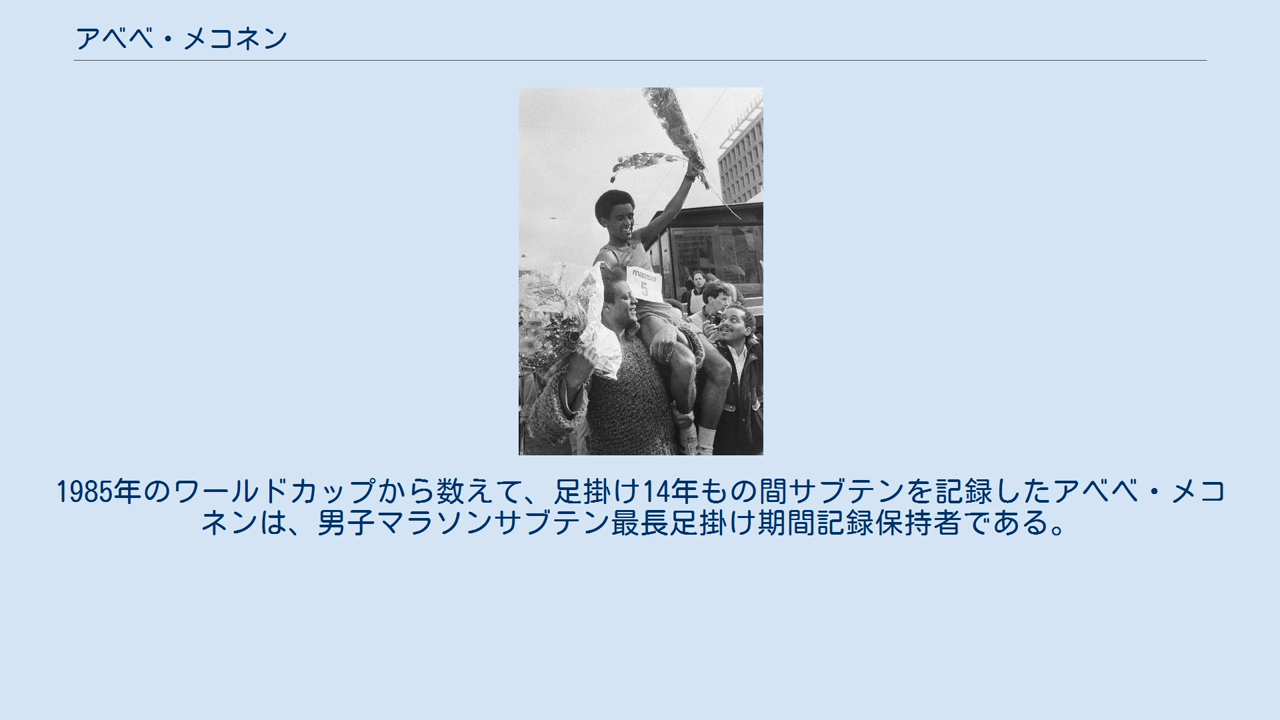 アベベ・メコネン
mazda
5
1985年のワールドカップから数えて、足掛け14年もの間サブテンを記録したアベベ・メコ
ネンは、男子マラソンサブテン最長足掛け期間記録保持者である。